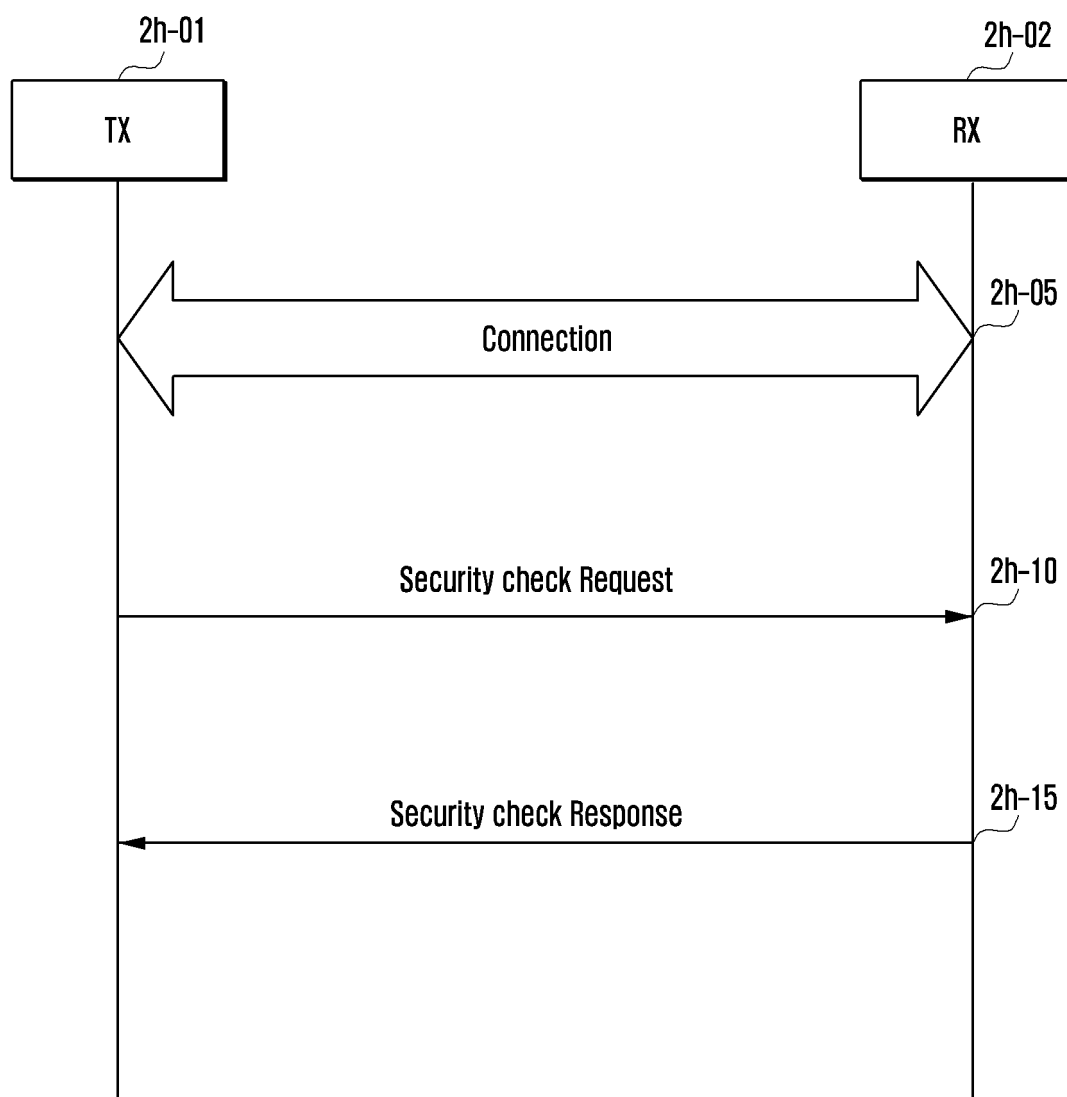 2h-01
2h-02
TX
RX
2h-05
Connection
2h-10
Security check Request
2h-15
Security check Response